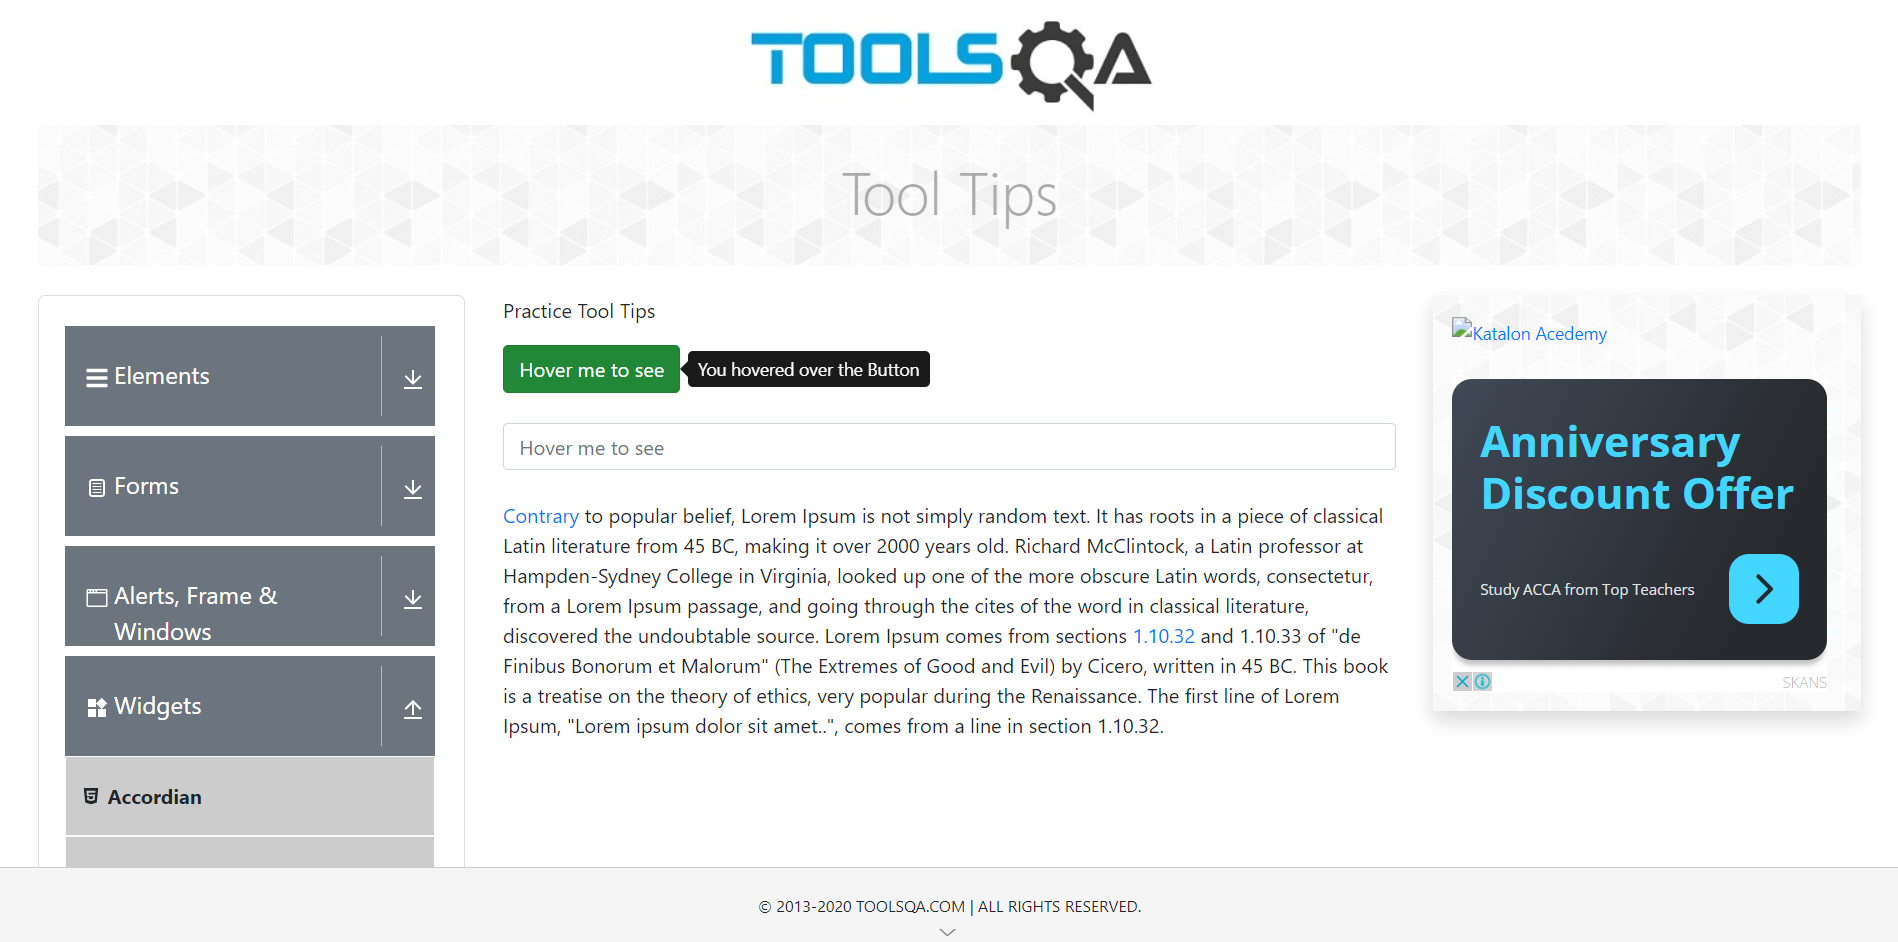 TOOLSQA
Tool Tips
Elements
Forms
Alerts, Frame &
Windows
Widgets
Accordian
Practice Tool Tips
Hover me to see
You hovered over the Button
Hover me to see
Contrary to popular belief, Lorem Ipsum is not simply random text. It has roots in a piece of classical
Latin literature from 45 BC, making it over 2000 years old. Richard McClintock, a Latin professor at
Hampden-Sydney College in Virginia, looked up one of the more obscure Latin words, consectetur,
from a Lorem Ipsum passage, and going through the cites of the word in classical literature,
discovered the undoubtable source. Lorem Ipsum comes from sections 1.10.32 and 1.10.33 of "de
Finibus Bonorum et Malorum" (The Extremes of Good and Evil) by Cicero, written in 45 BC. This book
is a treatise on the theory of ethics, very popular during the Renaissance. The first line of Lorem
Ipsum, "Lorem ipsum dolor sit amet..", comes from a line in section 1.10.32.
Katalon Acedemy
Anniversary
Discount Offer
Study ACCA from Top Teachers
SKANS
© 2013-2020 TOOLSQA.COM | ALL RIGHTS RESERVED.